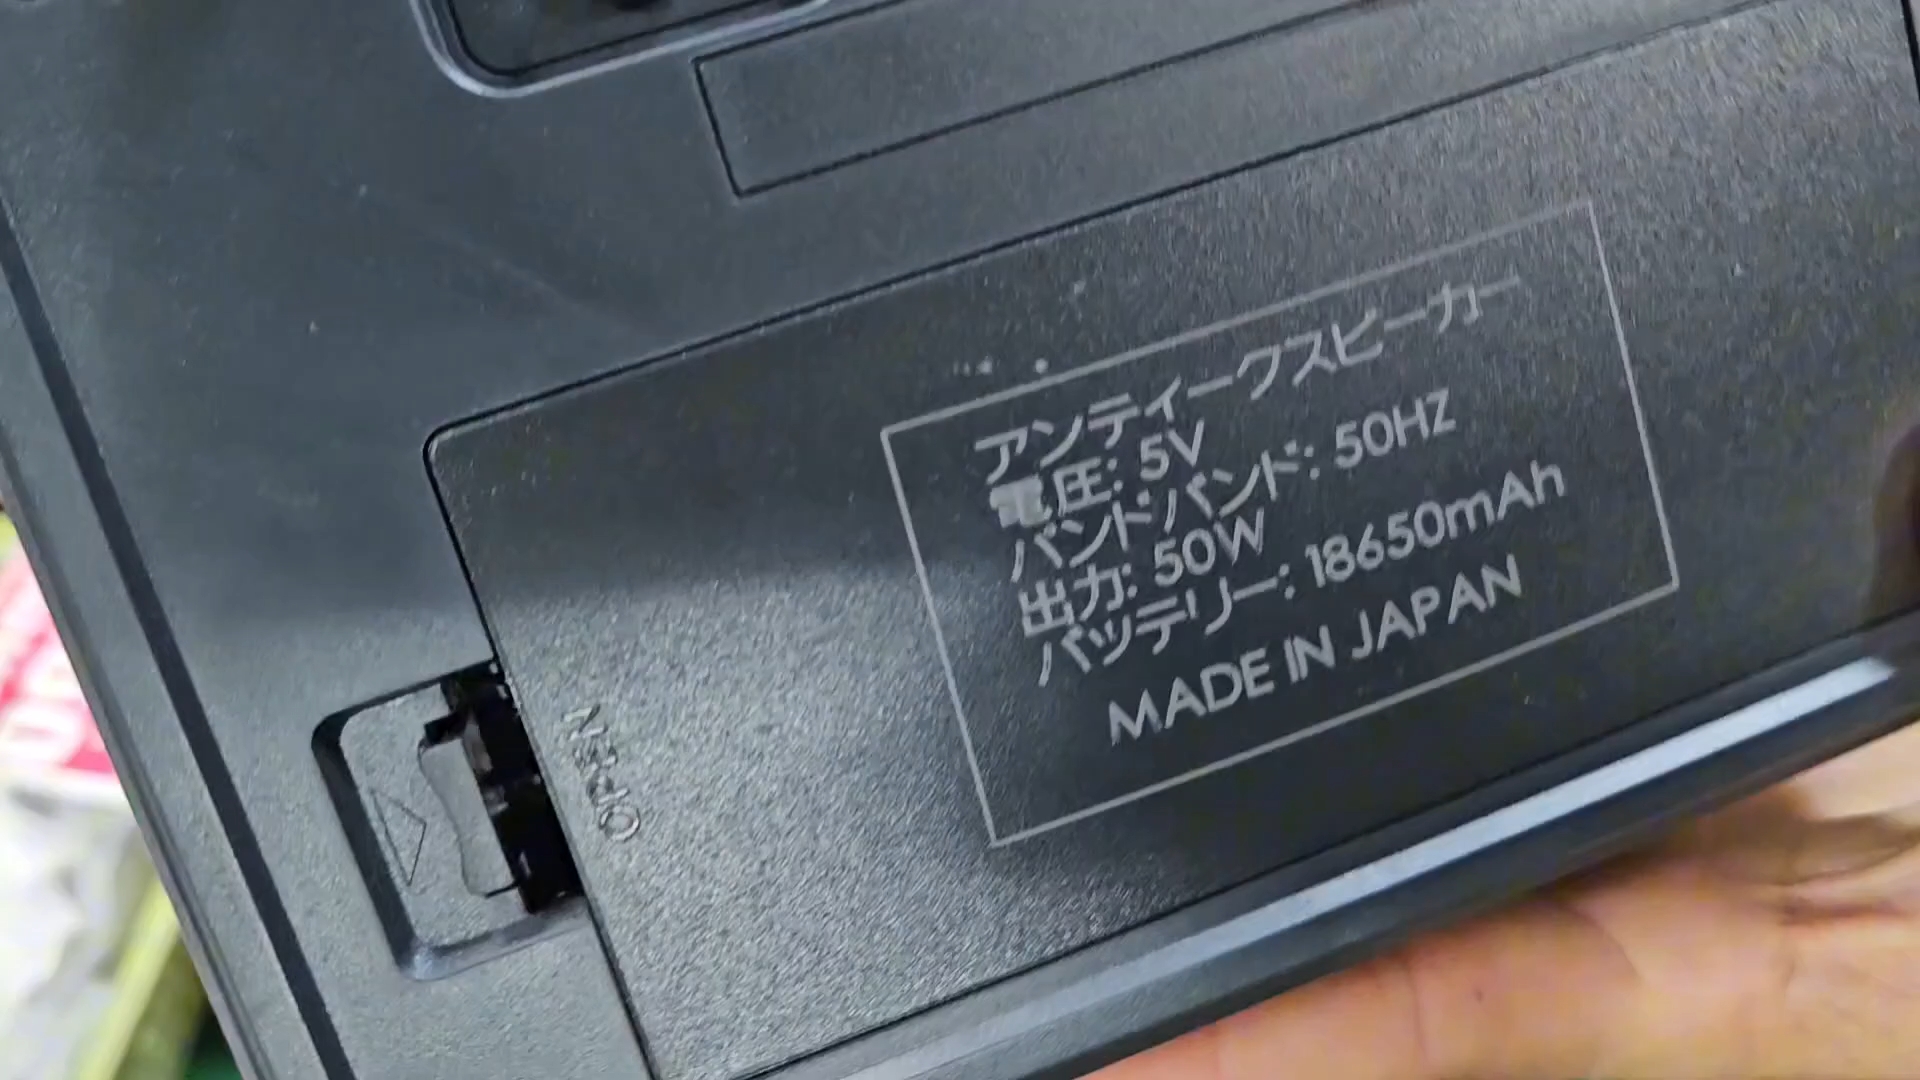 アンティークスピーカー
電圧: 5V
バンドバンド: 50HZ
出力: 50W
バッテリー: 18650mAh
MADE IN JAPAN
OPEN